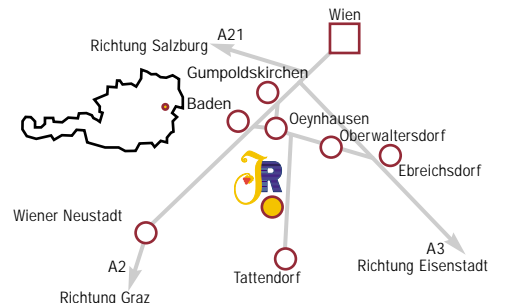 Wien
A21
Richtung Salzburg
Gumpoldskirchen
Baden
Oeynhausen
Oberwaltersdorf
Ebreichsdorf
JR
Wiener Neustadt
A3
Richtung Eisenstadt
A2
Tattendorf
Richtung Graz